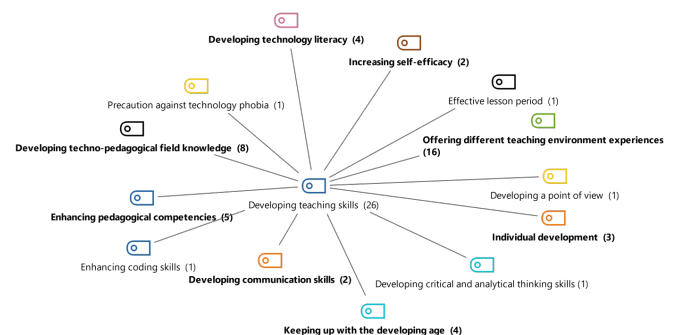 Developing technology literacy (4)
Increasing self-efficacy (2)
Precaution against technology phobia (1)
Effective lesson period (1)
Developing techno-pedagogical field knowledge (8)
Offering different teaching environment experiences
(16)
Developing a point of view (1)
Developing teaching skills (26)
Enhancing pedagogical competencies (5)
Individual development (3)
Enhancing coding skills (1)
Developing communication skills (2)
Developing critical and analytical thinking skills (1)
Keeping up with the developing age (4)